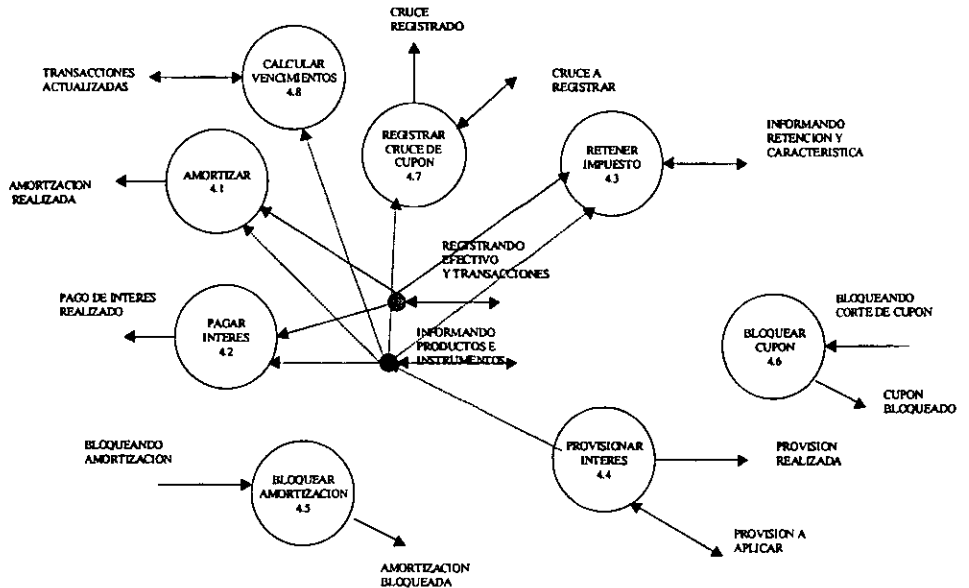 CRUCE
REGISTRADO
TRANSACCIONES
ACTUALIZADAS
CALCULAR
VENCIMIENTOS
4.8
CRUCE A
REGISTRAR
REGISTRAR
CRUCE DE
CUPON
4.7
RETENER
IMPUESTO
4.3
INFORMANDO
RETENCION Y
CARACTERISTICA
AMORTIZAR
4.1
AMORTZACION
REALIZADA
REGISTRANDO
EFECTIVO
Y TRANSACCIONES
PAGO DE INTERES
REALIZADO
PAGAR
INTERES
4.2
INFORMANDO
PRODUCTOS E
INSTRUMENTOS
BLOQUEAR
CUPON
4.6
BLOQUEANDO
CORTE DE CUPON
CUPON
BLOQUEADO
BLOQUEANDO
AMORTIZACION
BLOQUEAR
AMORTIZACION
4.5
AMORTIZACION
BLOQUEADA
PROVISIONAR
INTERES
4.4
PROVISION
REALIZADA
PROVISION A
APLICAR